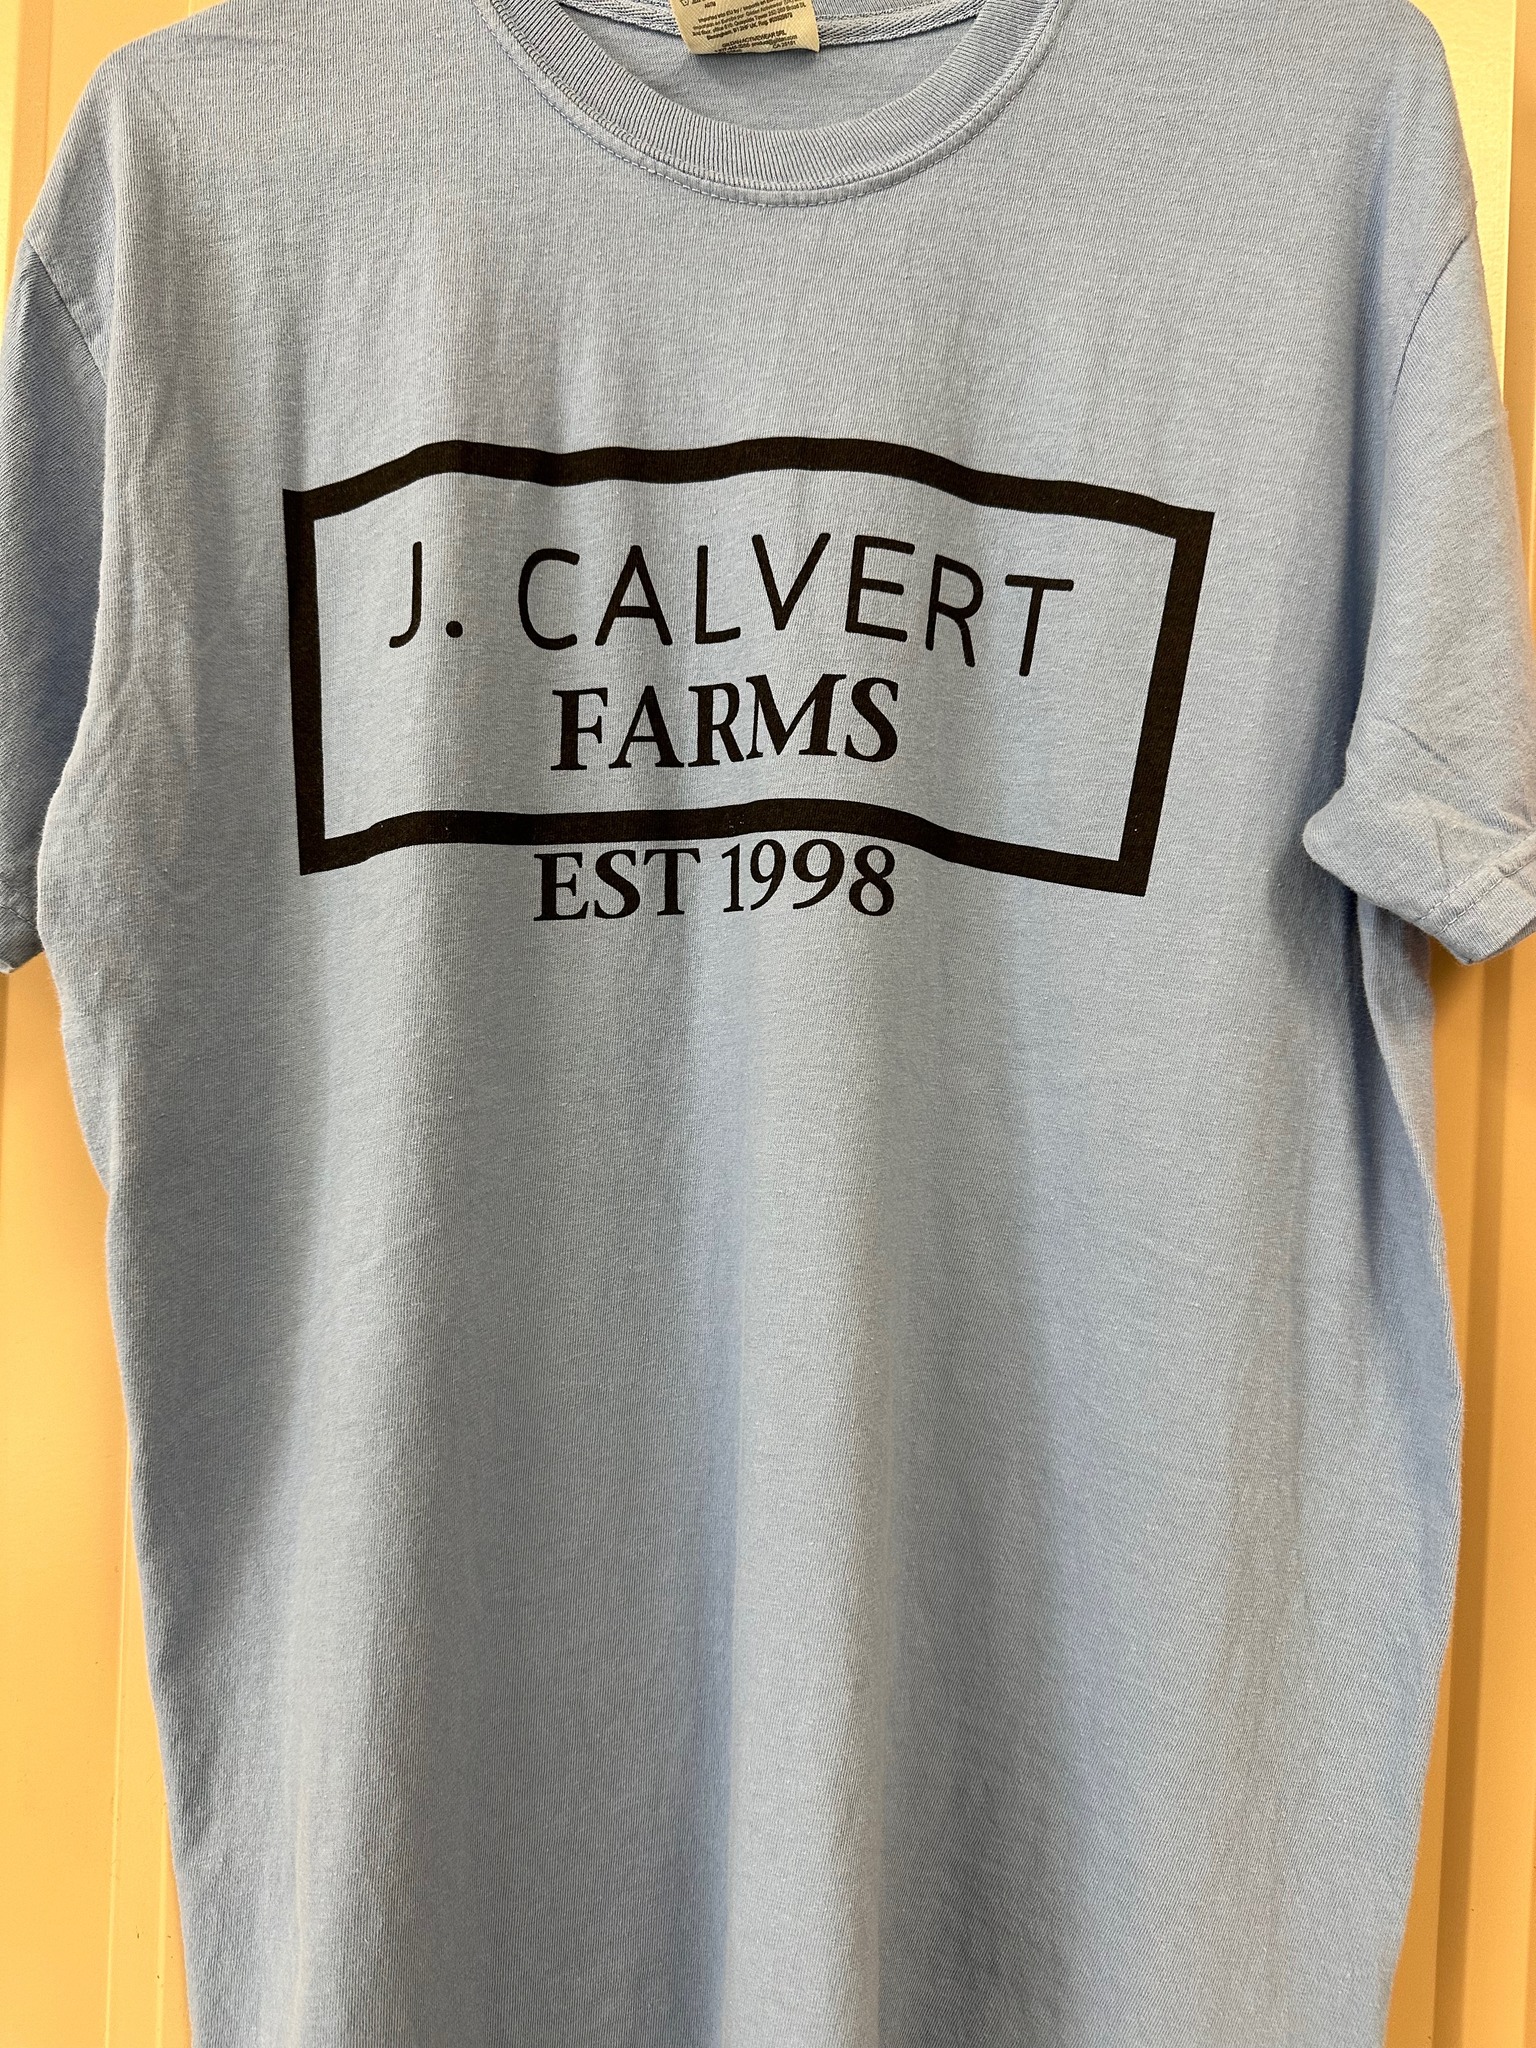 J. CALVERT
FARMS
EST 1998